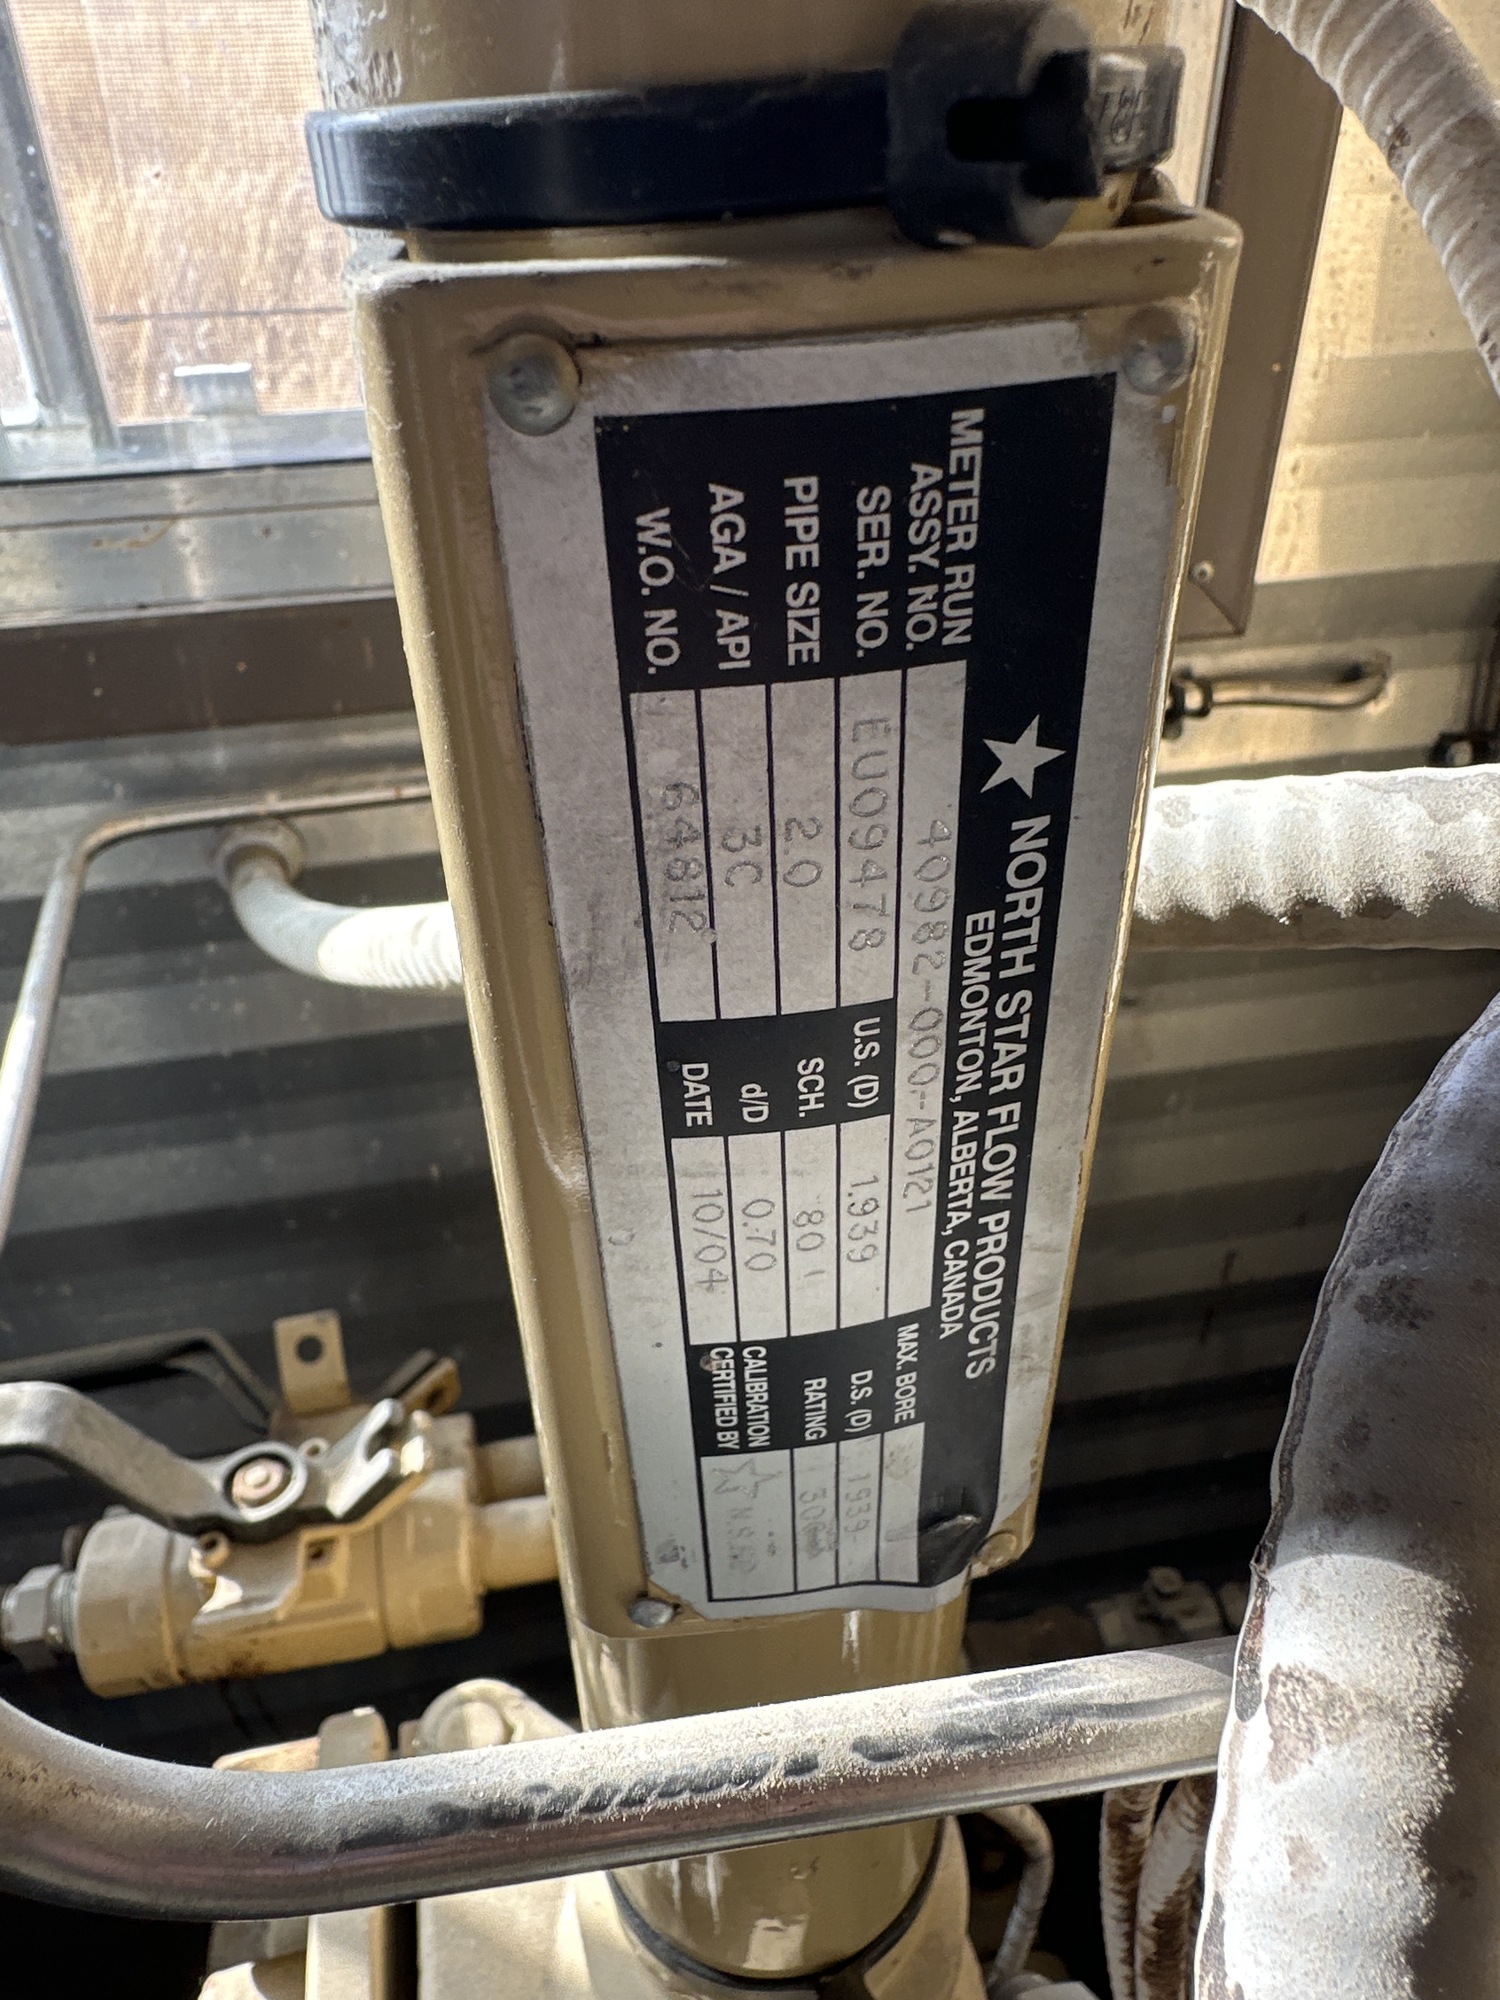 ★ NORTH STAR FLOW PRODUCTS
EDMONTON, ALBERTA, CANADA
METER RUN
ASSY. NO. 40982-000-A0121 MAX. BORE
SER. NO. EU09478 U.S. (D) 1.939 D.S. (D) 1.939
PIPE SIZE 2.0 SCH. 80 RATING
AGA / API 3C d/D 0.70 CALIBRATION
CERTIFIED BY
W.O. NO. 64812 DATE 10/04